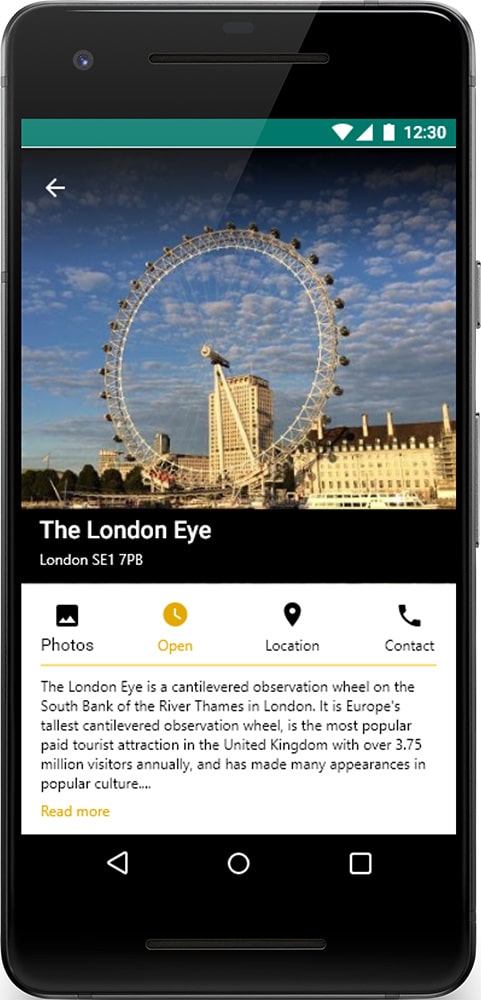 12:30
The London Eye
London SE1 7PB
Photos Open Location Contact
The London Eye is a cantilevered observation wheel on the
South Bank of the River Thames in London. It is Europe's
tallest cantilevered observation wheel, is the most popular
paid tourist attraction in the United Kingdom with over 3.75
million visitors annually, and has made many appearances in
popular culture....
Read more